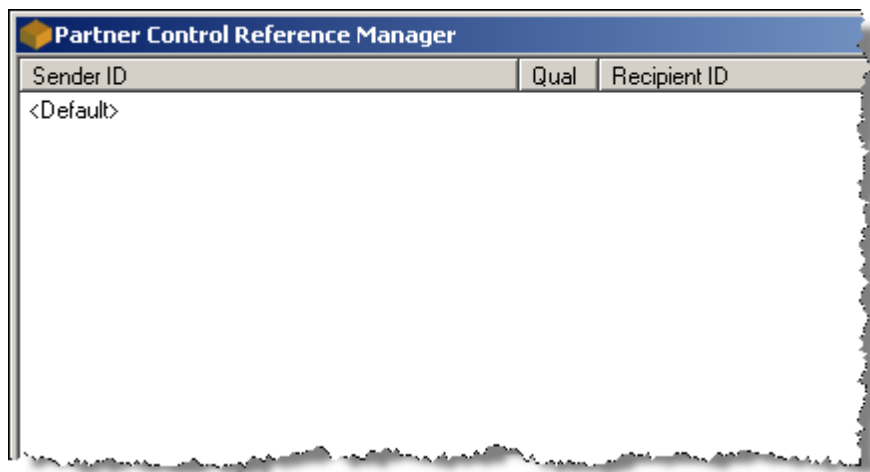 Partner Control Reference Manager
Sender ID Qual Recipient ID
<Default>